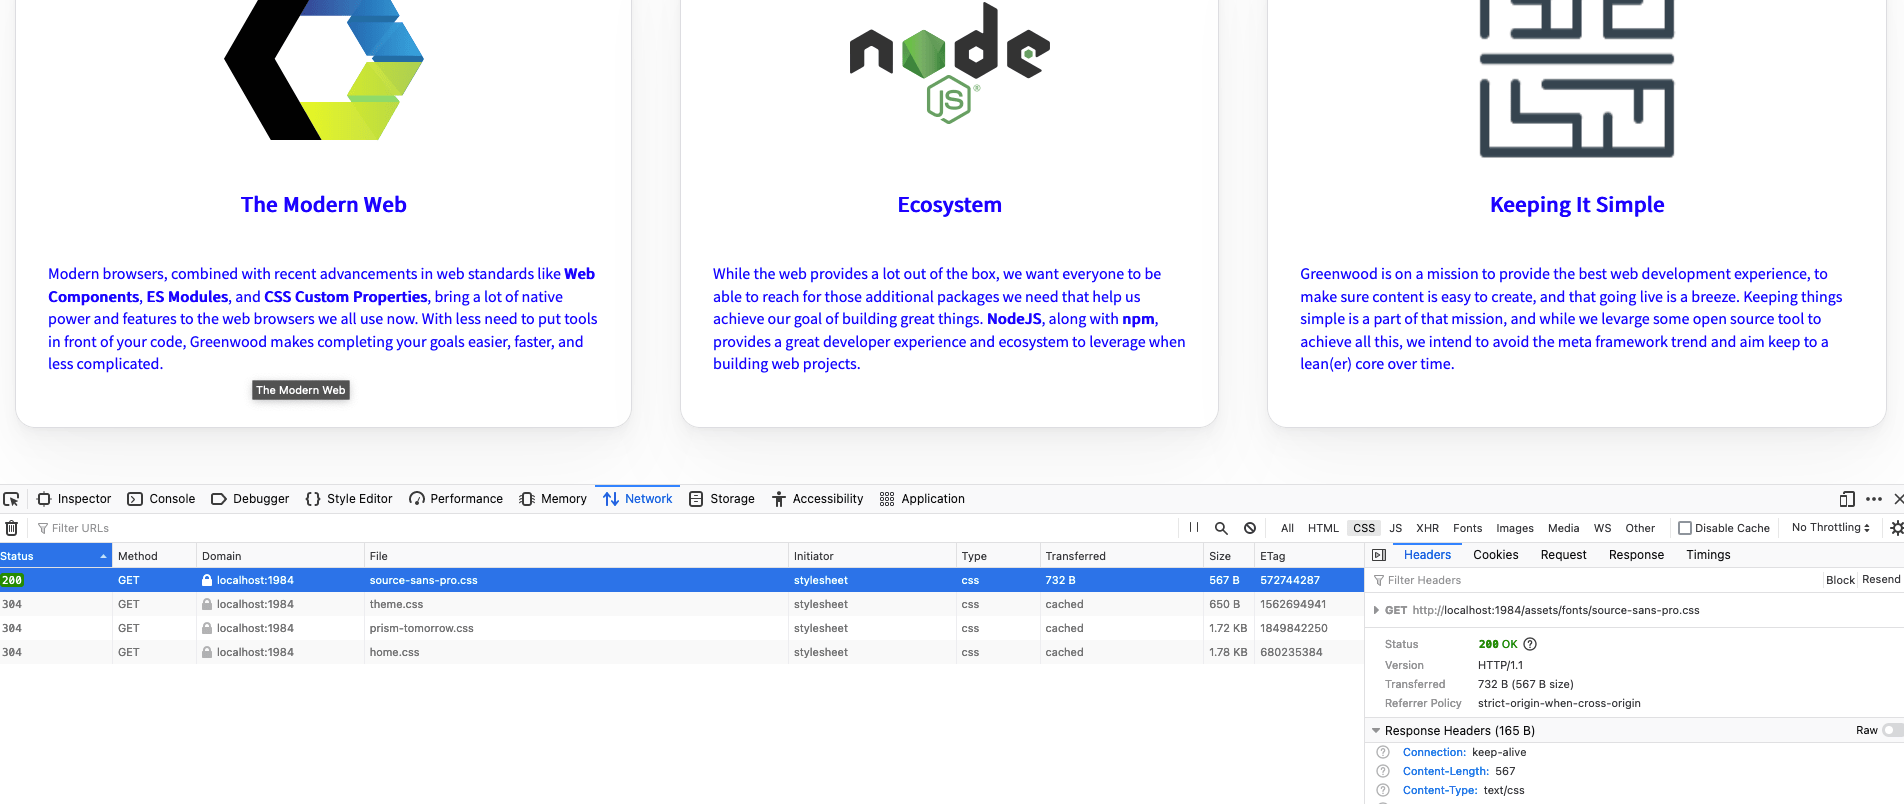 node
JS
®
The Modern Web
Ecosystem
Keeping It Simple
Modern browsers, combined with recent advancements in web standards like Web
Components, ES Modules, and CSS Custom Properties, bring a lot of native
power and features to the web browsers we all use now. With less need to put tools
in front of your code, Greenwood makes completing your goals easier, faster, and
less complicated.
While the web provides a lot out of the box, we want everyone to be
able to reach for those additional packages we need that help us
achieve our goal of building great things. NodeJS, along with npm,
provides a great developer experience and ecosystem to leverage when
building web projects.
Greenwood is on a mission to provide the best web development experience, to
make sure content is easy to create, and that going live is a breeze. Keeping things
simple is a part of that mission, and while we levarge some open source tool to
achieve all this, we intend to avoid the meta framework trend and aim keep to a
lean(er) core over time.
The Modern Web
Inspector Console Debugger Style Editor Performance Memory Network Storage Accessibility Application
Filter URLs All HTML CSS JS XHR Fonts Images Media WS Other Disable Cache No Throttling
Status Method Domain File Initiator Type Transferred Size ETag
200 GET localhost:1984 source-sans-pro.css stylesheet css 732 B 567 B 572744287
304 GET localhost:1984 theme.css stylesheet css cached 650 B 1562694941
304 GET localhost:1984 prism-tomorrow.css stylesheet css cached 1.72 KB 1849842250
304 GET localhost:1984 home.css stylesheet css cached 1.78 KB 680235384
Headers Cookies Request Response Timings
Filter Headers Block Resend
GET http://localhost:1984/assets/fonts/source-sans-pro.css
Status 200 OK
Version HTTP/1.1
Transferred 732 B (567 B size)
Referrer Policy strict-origin-when-cross-origin
Response Headers (165 B) Raw
Connection: keep-alive
Content-Length: 567
Content-Type: text/css